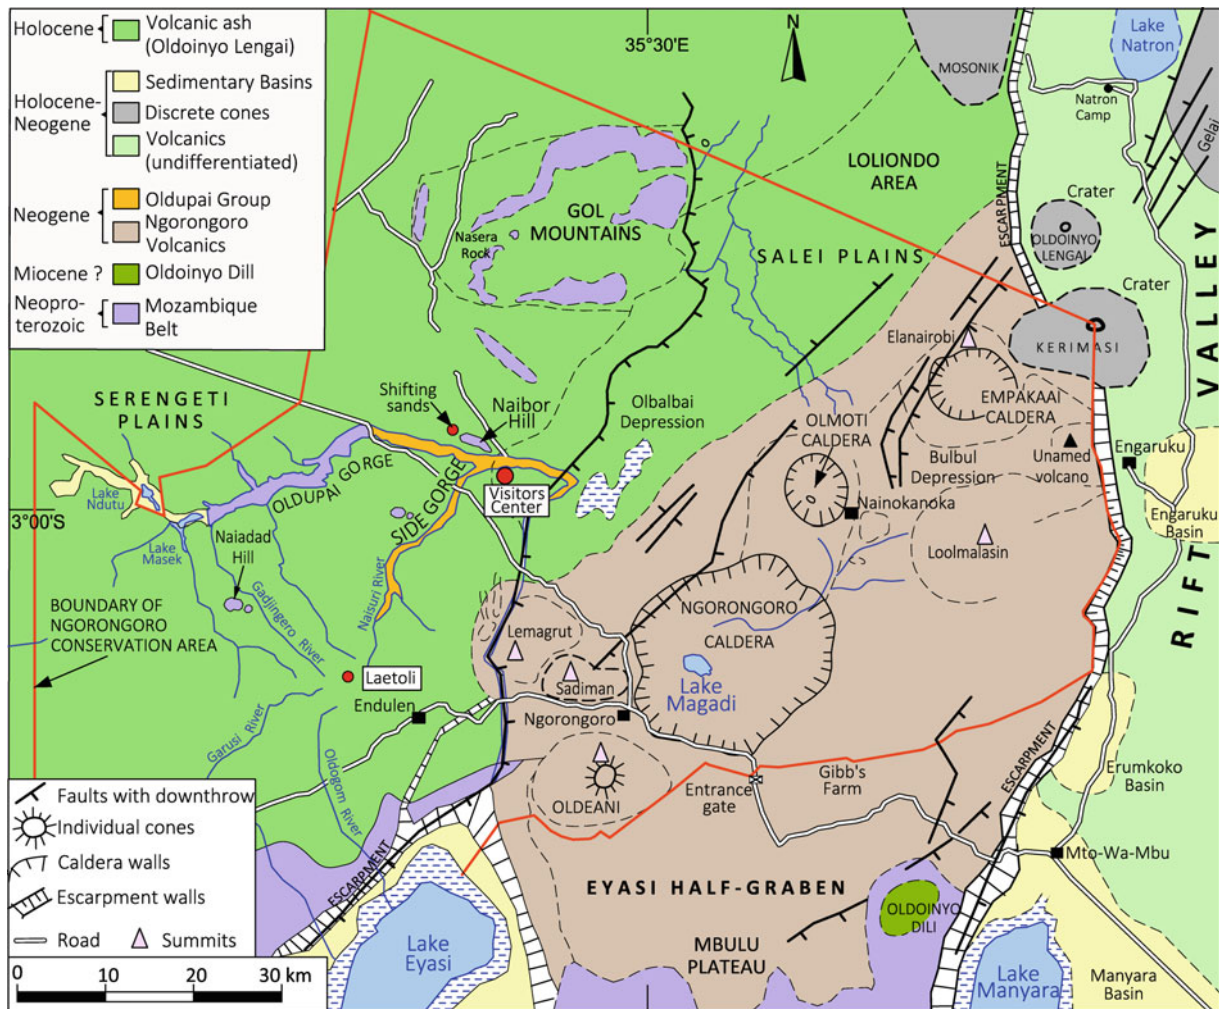 Holocene
Volcanic ash
(Oldoinyo Lengai)
Holocene-
Neogene
Sedimentary Basins
Discrete cones
Volcanics
(undifferentiated)
Neogene
Oldupai Group
Ngorongoro
Volcanics
Miocene ?
Oldoinyo Dill
Neopro-
terozoic
Mozambique
Belt
35°30'E
N
MOSONIK
Lake
Natron
Natron
Camp
Gelai
LOLIONDO
AREA
ESCARPMENT
Crater
OLDOINYO
LENGAI
GOL
MOUNTAINS
Nasera
Rock
SALEI PLAINS
Crater
KERIMASI
RIFT VALLEY
Elanairobi
EMPAKAAI
CALDERA
SERENGETI
PLAINS
Shifting
sands
Naibor
Hill
Olbalbai
Depression
OLMOTI
CALDERA
Bulbul
Depression
Unamed
volcano
Engaruku
Lake
Ndutu
OLDUPAI GORGE
SIDE GORGE
Visitors
Center
Nainokanoka
3°00'S
Lake
Masek
Naiadad
Hill
Loolmalasin
Engaruku
Basin
Gadjingero River
Naisuri River
BOUNDARY OF
NGORONGORO
CONSERVATION AREA
NGORONGORO
CALDERA
Lemagrut
Laetoli
Sadiman
Lake
Magadi
Endulen
Ngorongoro
Garusi River
Oldogom River
OLDEANI
Entrance
gate
Gibb's
Farm
ESCARPMENT
Erumkoko
Basin
Mto-Wa-Mbu
ESCARPMENT
EYASI HALF-GRABEN
OLDOINYO
DILI
MBULU
PLATEAU
Lake
Eyasi
Lake
Manyara
Manyara
Basin
Faults with downthrow
Individual cones
Caldera walls
Escarpment walls
Road
Summits
0 10 20 30 km